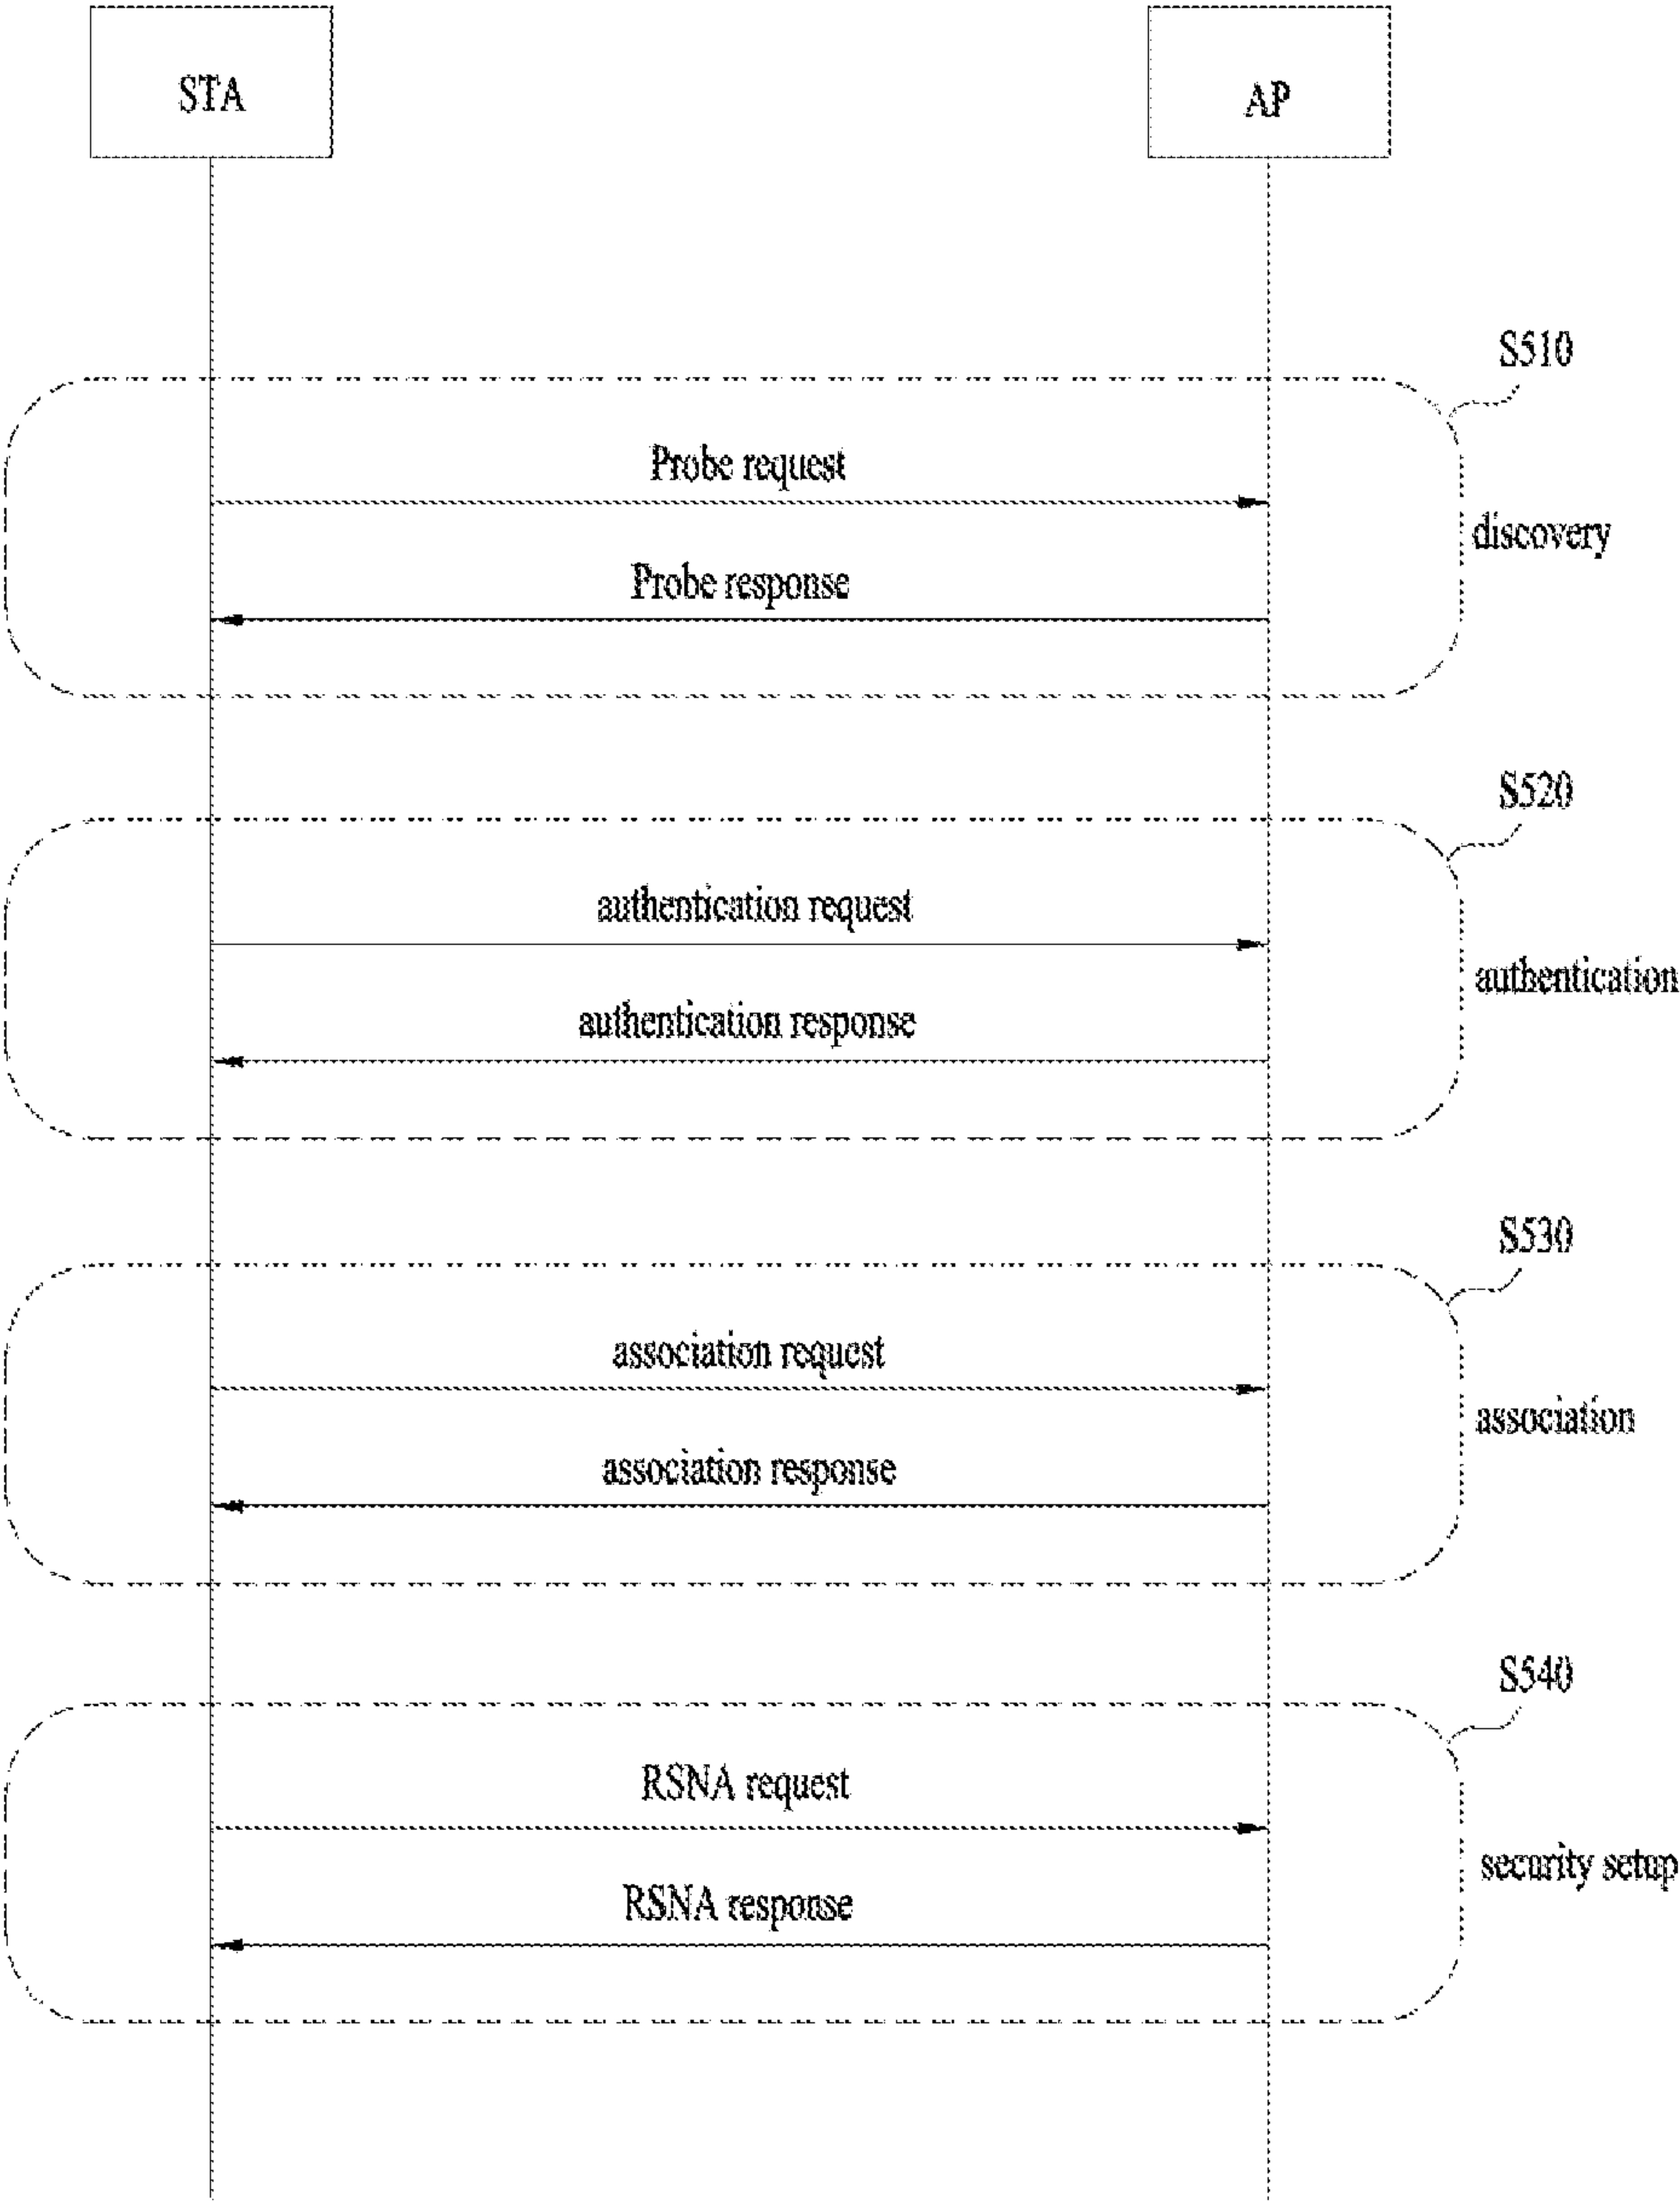 STA
AP
S510
Probe request
discovery
Probe response
S520
authentication request
authentication
authentication response
S530
association request
association
association response
S540
RSNA request
security setup
RSNA response